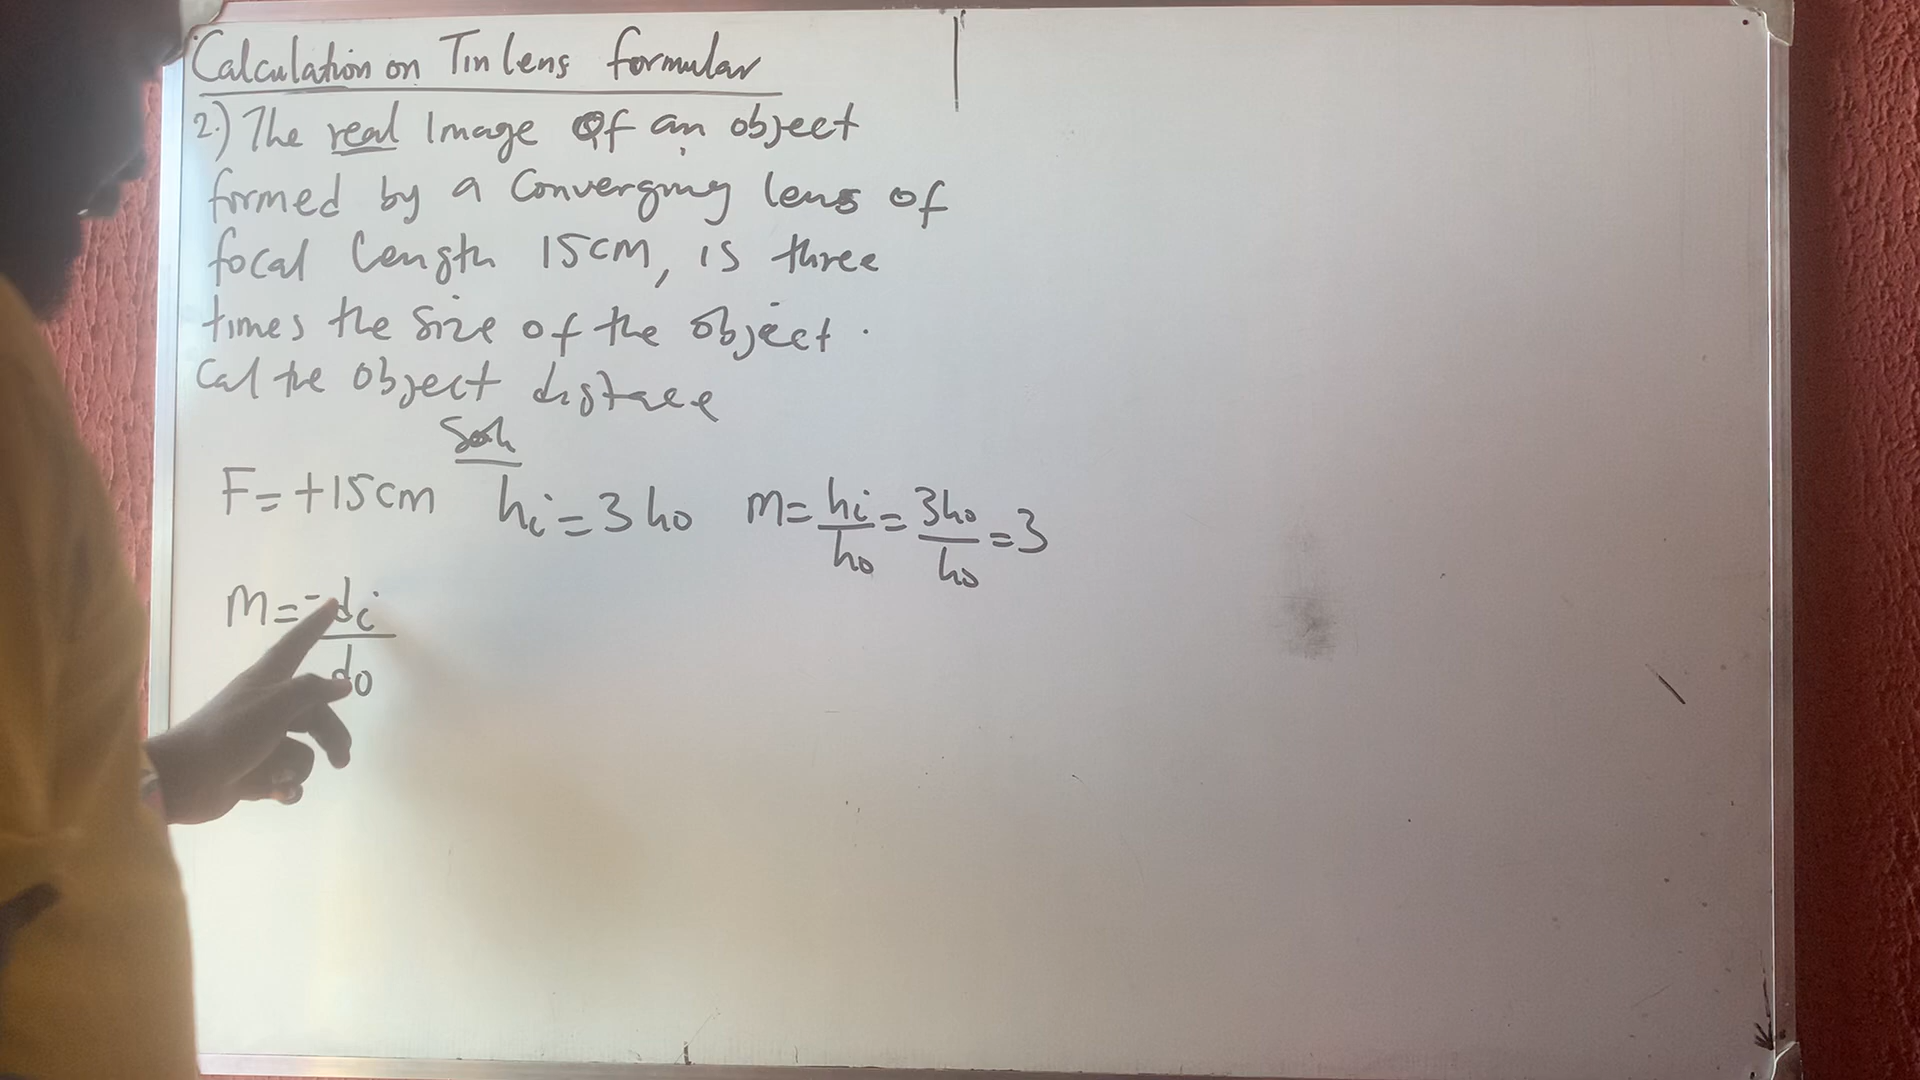 Calculation on Tin lens formular
2.) The real Image Of an object
formed by a Converging lens of
focal length 15cm, is three
times the size of the object.
Cal the object distace
Soln
F=+15cm hi=3ho m=hi/ho=3ho/ho=3
M=-di/do